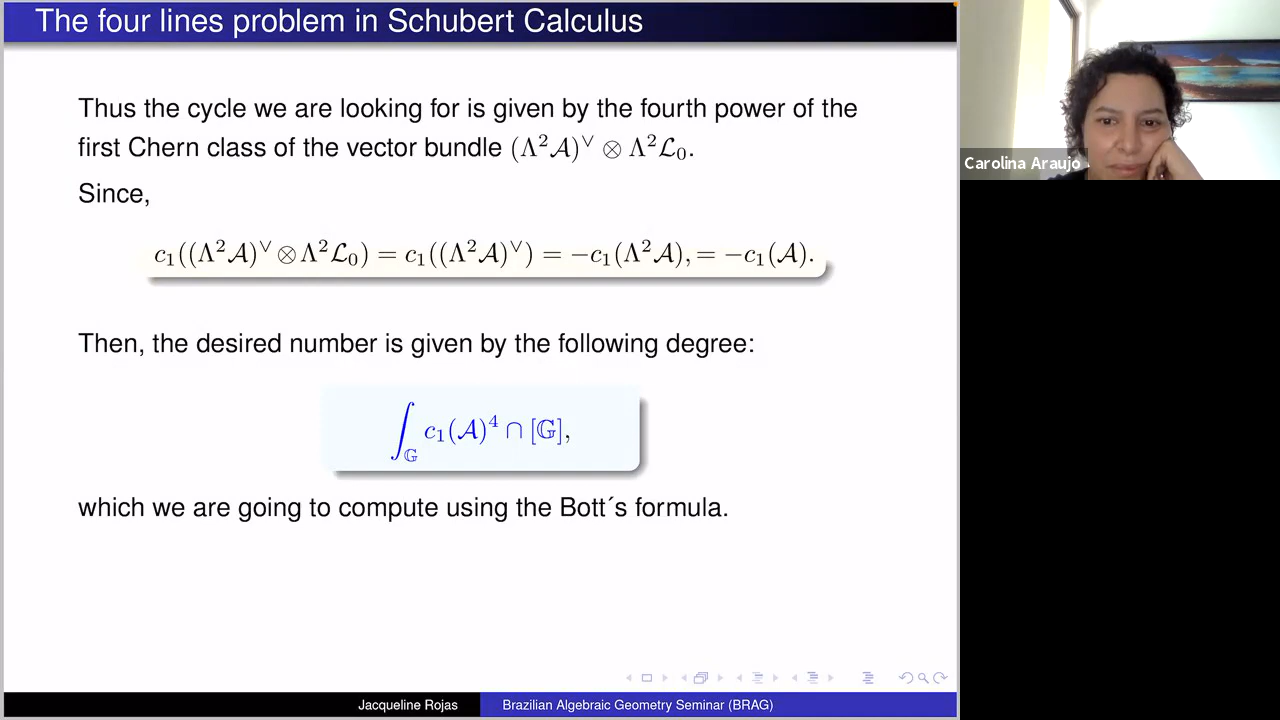 The four lines problem in Schubert Calculus
Thus the cycle we are looking for is given by the fourth power of the
first Chern class of the vector bundle (Λ²𝒜)^∨ ⊗ Λ²ℒ₀.
Since,
c₁((Λ²𝒜)^∨ ⊗ Λ²ℒ₀) = c₁((Λ²𝒜)^∨) = −c₁(Λ²𝒜), = −c₁(𝒜).
Then, the desired number is given by the following degree:
∫_𝔾 c₁(𝒜)⁴ ∩ [𝔾],
which we are going to compute using the Bott´s formula.
Jacqueline Rojas
Brazilian Algebraic Geometry Seminar (BRAG)
Carolina Araujo